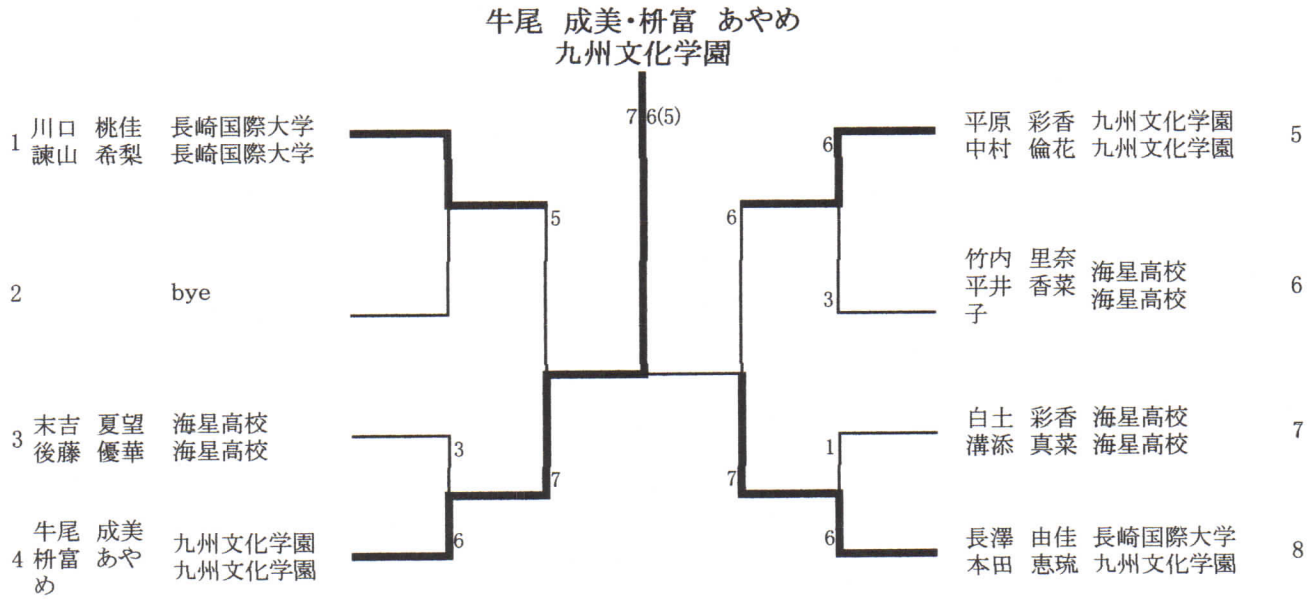 牛尾 成美・枡富 あやめ
九州文化学園
7 6(5)
1 川口 桃佳 長崎国際大学
諫山 希梨 長崎国際大学
5
2 bye
3 末吉 夏望 海星高校
後藤 優華 海星高校
3
7
4 牛尾 成美 九州文化学園
枡富 あや 九州文化学園
め
6
平原 彩香 九州文化学園 5
中村 倫花 九州文化学園
6
6
竹内 里奈 海星高校 6
平井 香菜 海星高校
子
3
白土 彩香 海星高校 7
溝添 真菜 海星高校
1
7
長澤 由佳 長崎国際大学 8
本田 恵琉 九州文化学園
6